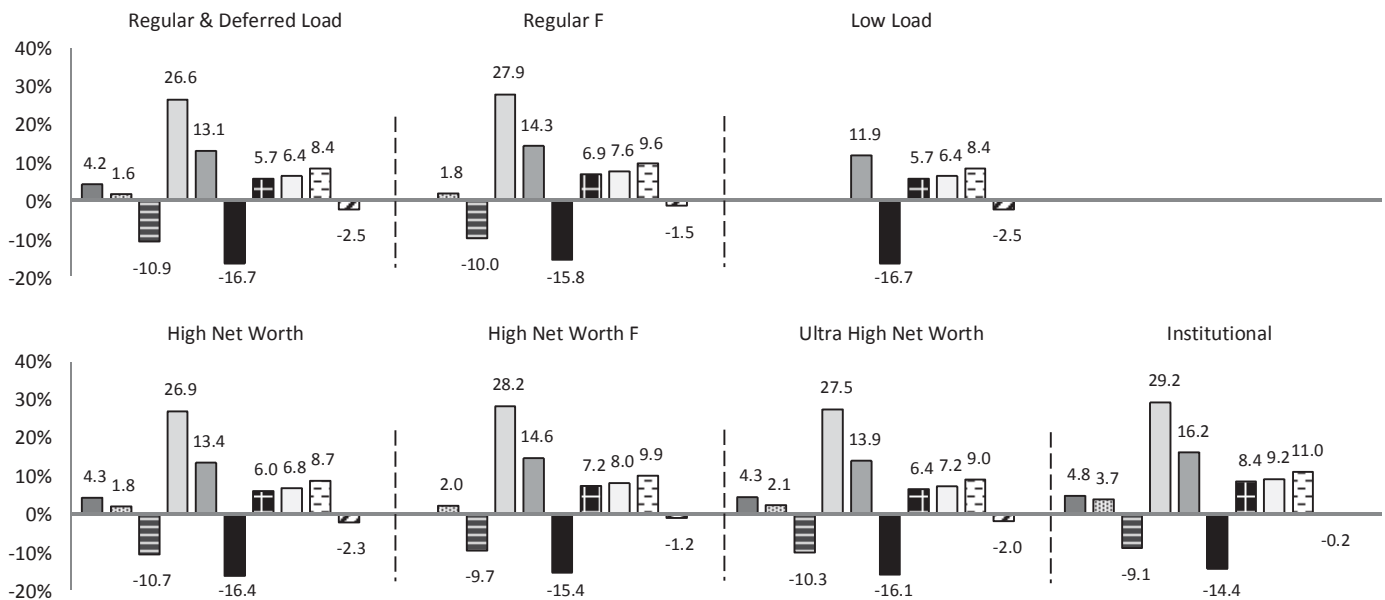 Regular & Deferred Load Regular F Low Load
40%
30%
20%
10%
0%
-10%
-20%
4.2 1.6 -10.9 26.6 13.1 -16.7 5.7 6.4 8.4 -2.5
1.8 -10.0 27.9 14.3 -15.8 6.9 7.6 9.6 -1.5
11.9 -16.7 5.7 6.4 8.4 -2.5
High Net Worth High Net Worth F Ultra High Net Worth Institutional
40%
30%
20%
10%
0%
-10%
-20%
4.3 1.8 -10.7 26.9 13.4 -16.4 6.0 6.8 8.7 -2.3
2.0 -9.7 28.2 14.6 -15.4 7.2 8.0 9.9 -1.2
4.3 2.1 -10.3 27.5 13.9 -16.1 6.4 7.2 9.0 -2.0
4.8 3.7 -9.1 29.2 16.2 -14.4 8.4 9.2 11.0 -0.2